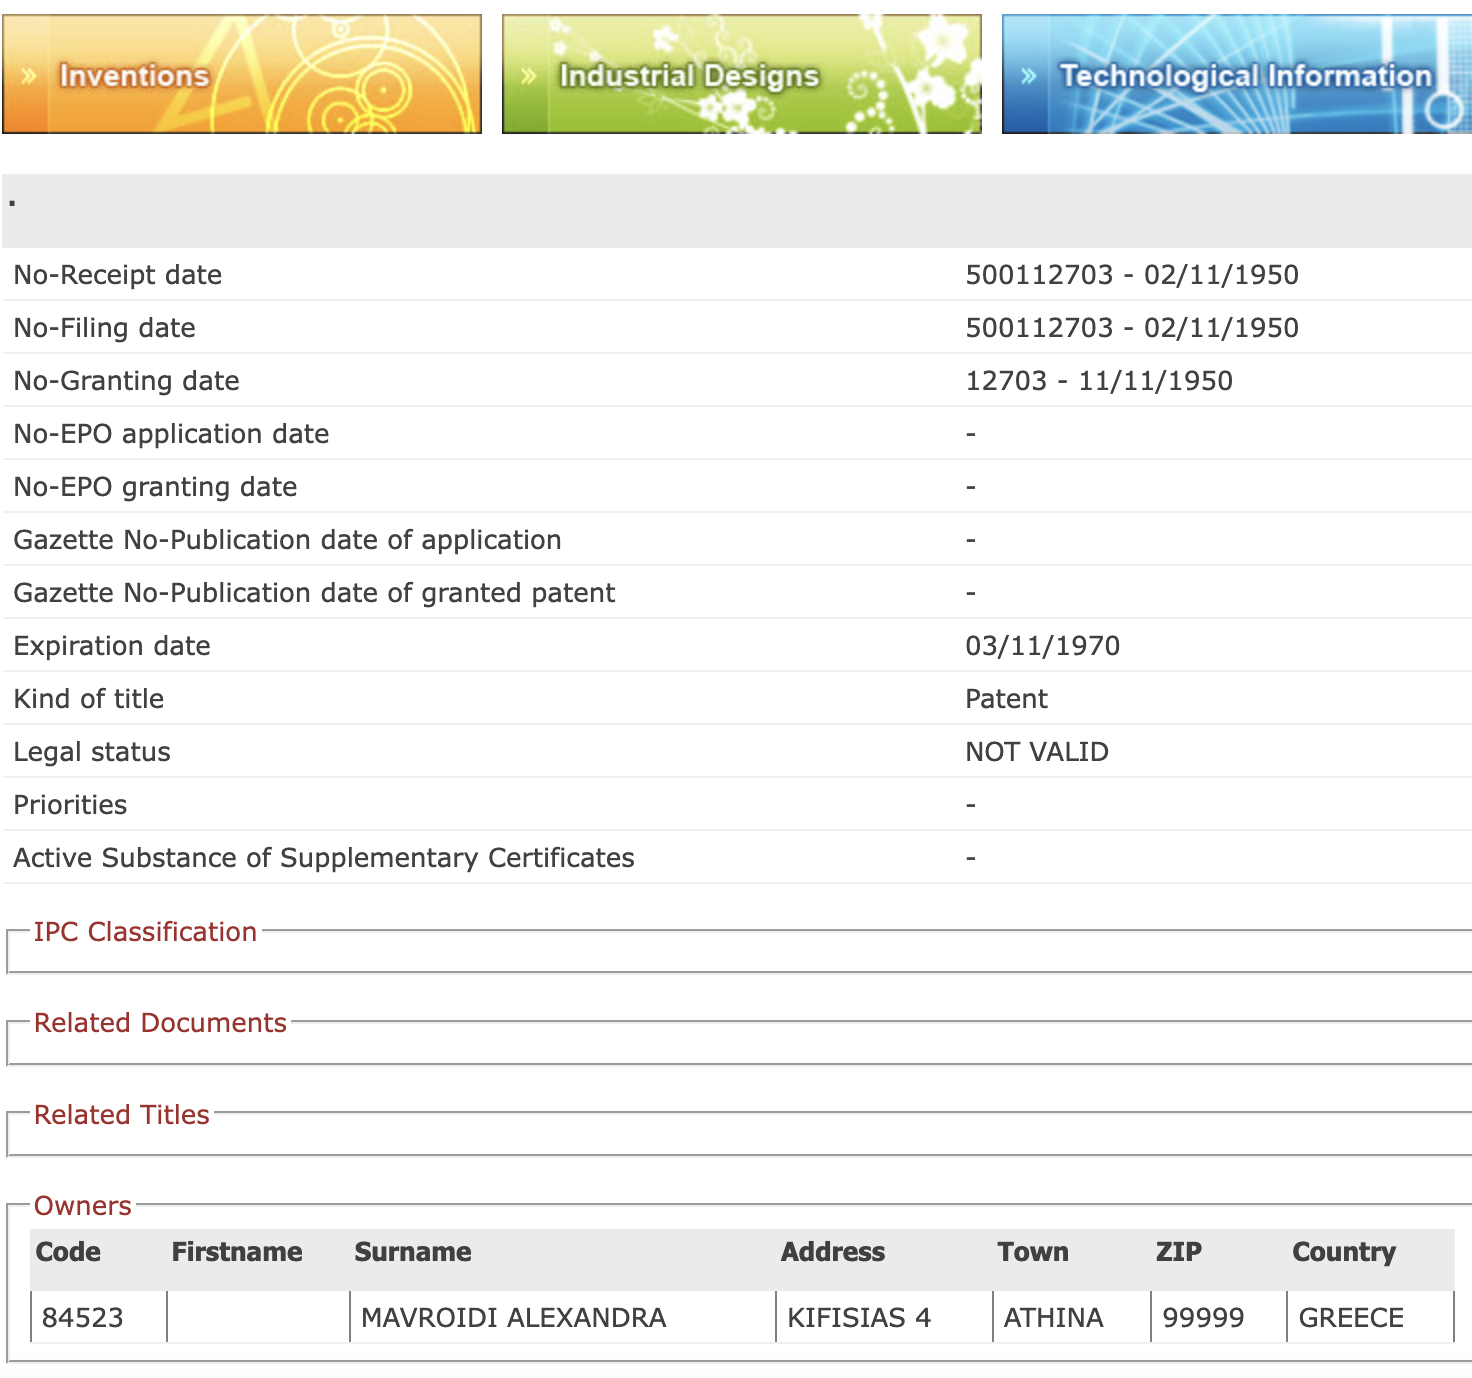 » Inventions » Industrial Designs » Technological Information
.
No-Receipt date 500112703 - 02/11/1950
No-Filing date 500112703 - 02/11/1950
No-Granting date 12703 - 11/11/1950
No-EPO application date -
No-EPO granting date -
Gazette No-Publication date of application -
Gazette No-Publication date of granted patent -
Expiration date 03/11/1970
Kind of title Patent
Legal status NOT VALID
Priorities -
Active Substance of Supplementary Certificates -
IPC Classification
Related Documents
Related Titles
Owners
Code Firstname Surname Address Town ZIP Country
84523 MAVROIDI ALEXANDRA KIFISIAS 4 ATHINA 99999 GREECE